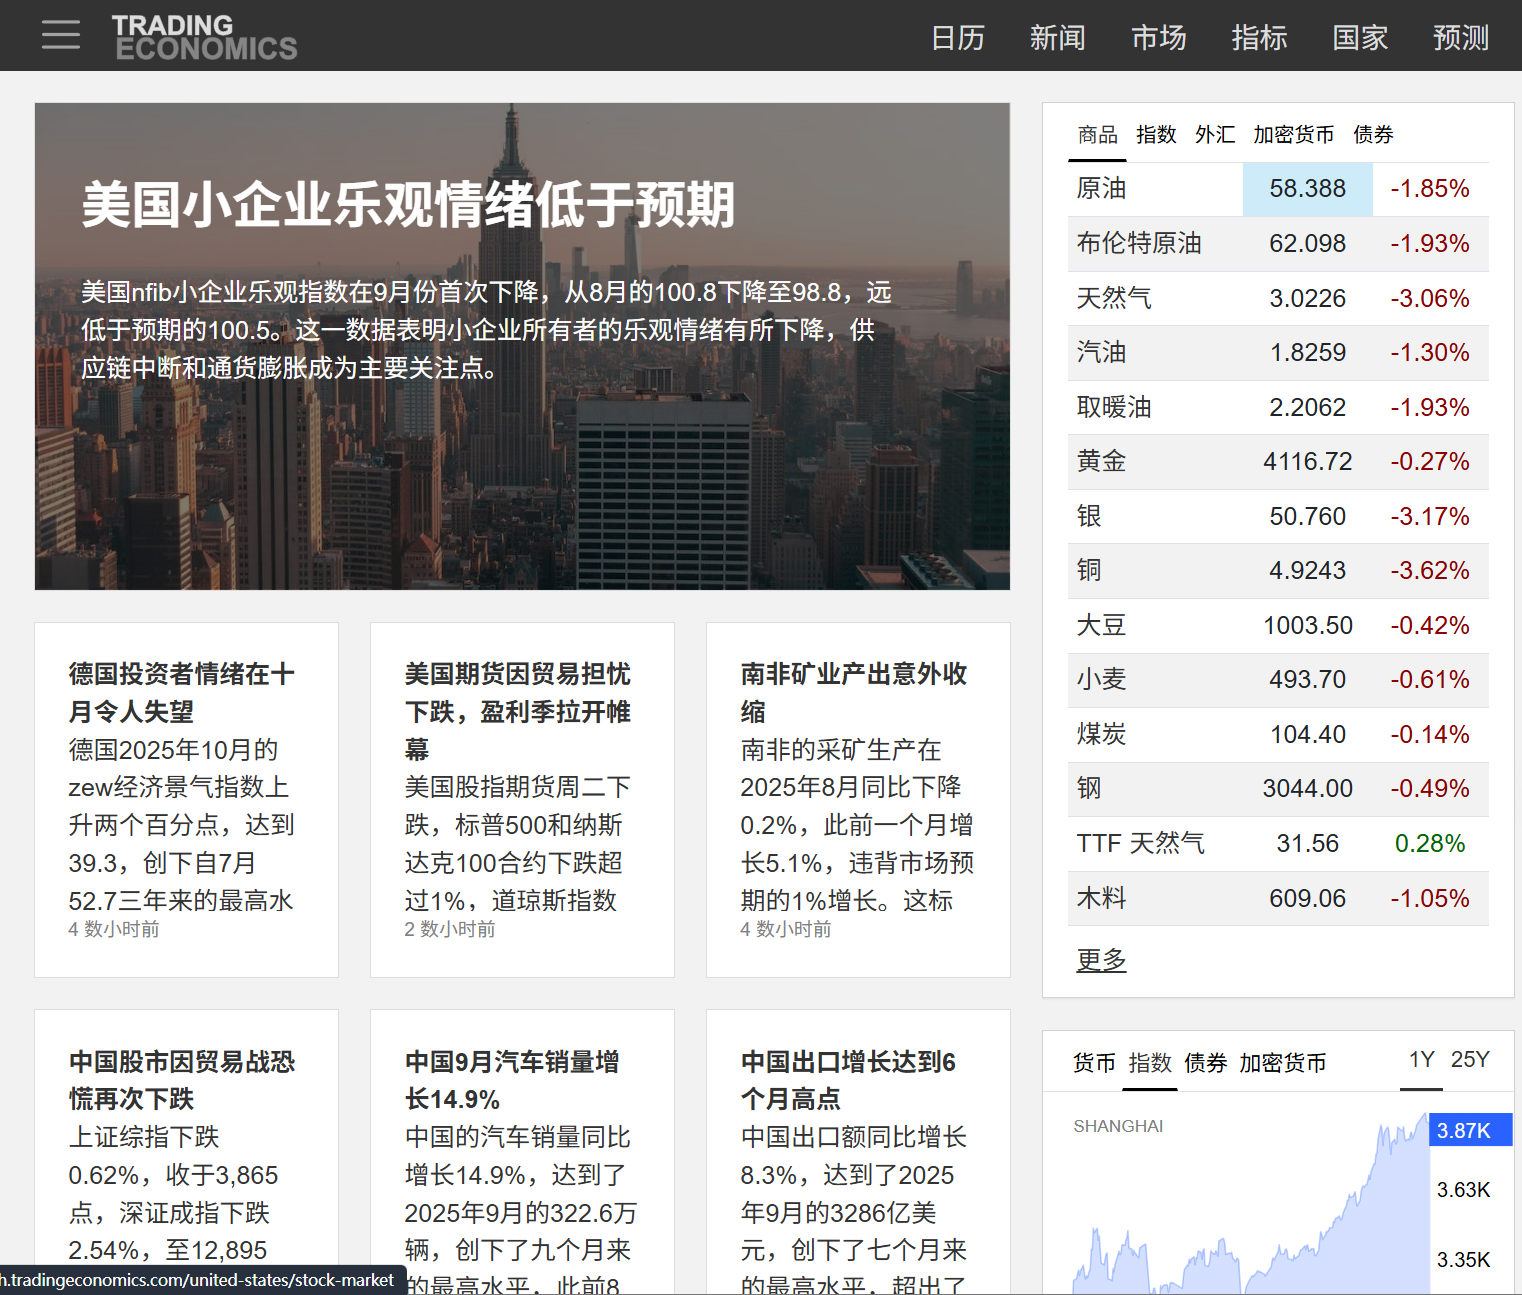 TRADING
ECONOMICS
日历 新闻 市场 指标 国家 预测
美国小企业乐观情绪低于预期
美国nfib小企业乐观指数在9月份首次下降，从8月的100.8下降至98.8，远
低于预期的100.5。这一数据表明小企业所有者的乐观情绪有所下降，供
应链中断和通货膨胀成为主要关注点。
德国投资者情绪在十
月令人失望
德国2025年10月的
zew经济景气指数上
升两个百分点，达到
39.3，创下自7月
52.7三年来的最高水
4 数小时前
美国期货因贸易担忧
下跌，盈利季拉开帷
幕
美国股指期货周二下
跌，标普500和纳斯
达克100合约下跌超
过1%，道琼斯指数
2 数小时前
南非矿业产出意外收
缩
南非的采矿生产在
2025年8月同比下降
0.2%，此前一个月增
长5.1%，违背市场预
期的1%增长。这标
4 数小时前
中国股市因贸易战恐
慌再次下跌
上证综指下跌
0.62%，收于3,865
点，深证成指下跌
2.54%，至12,895
中国9月汽车销量增
长14.9%
中国的汽车销量同比
增长14.9%，达到了
2025年9月的322.6万
辆，创下了九个月来
的最高水平，此前8
中国出口增长达到6
个月高点
中国出口额同比增长
8.3%，达到了2025
年9月的3286亿美
元，创下了七个月来
的最高水平，超出了
商品 指数 外汇 加密货币 债券
原油 58.388 -1.85%
布伦特原油 62.098 -1.93%
天然气 3.0226 -3.06%
汽油 1.8259 -1.30%
取暖油 2.2062 -1.93%
黄金 4116.72 -0.27%
银 50.760 -3.17%
铜 4.9243 -3.62%
大豆 1003.50 -0.42%
小麦 493.70 -0.61%
煤炭 104.40 -0.14%
钢 3044.00 -0.49%
TTF 天然气 31.56 0.28%
木料 609.06 -1.05%
更多
货币 指数 债券 加密货币 1Y 25Y
SHANGHAI
3.87K
3.63K
3.35K
h.tradingeconomics.com/united-states/stock-market